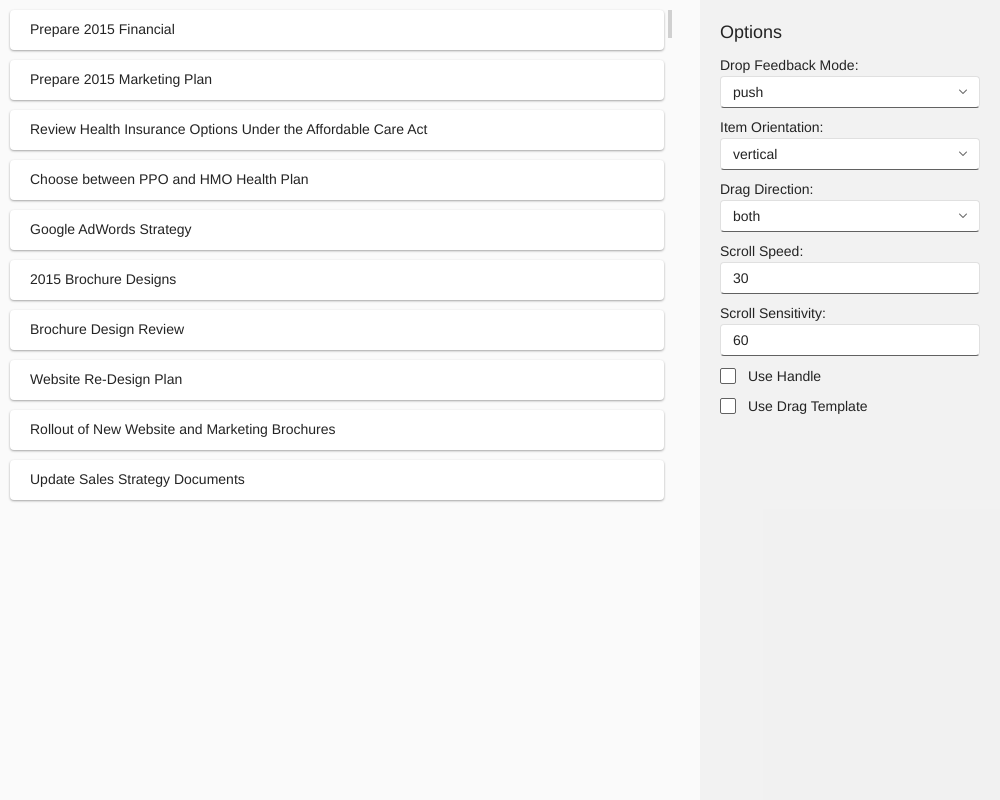 Prepare 2015 Financial
Prepare 2015 Marketing Plan
Review Health Insurance Options Under the Affordable Care Act
Choose between PPO and HMO Health Plan
Google AdWords Strategy
2015 Brochure Designs
Brochure Design Review
Website Re-Design Plan
Rollout of New Website and Marketing Brochures
Update Sales Strategy Documents
Options
Drop Feedback Mode:
push
Item Orientation:
vertical
Drag Direction:
both
Scroll Speed:
30
Scroll Sensitivity:
60
Use Handle
Use Drag Template